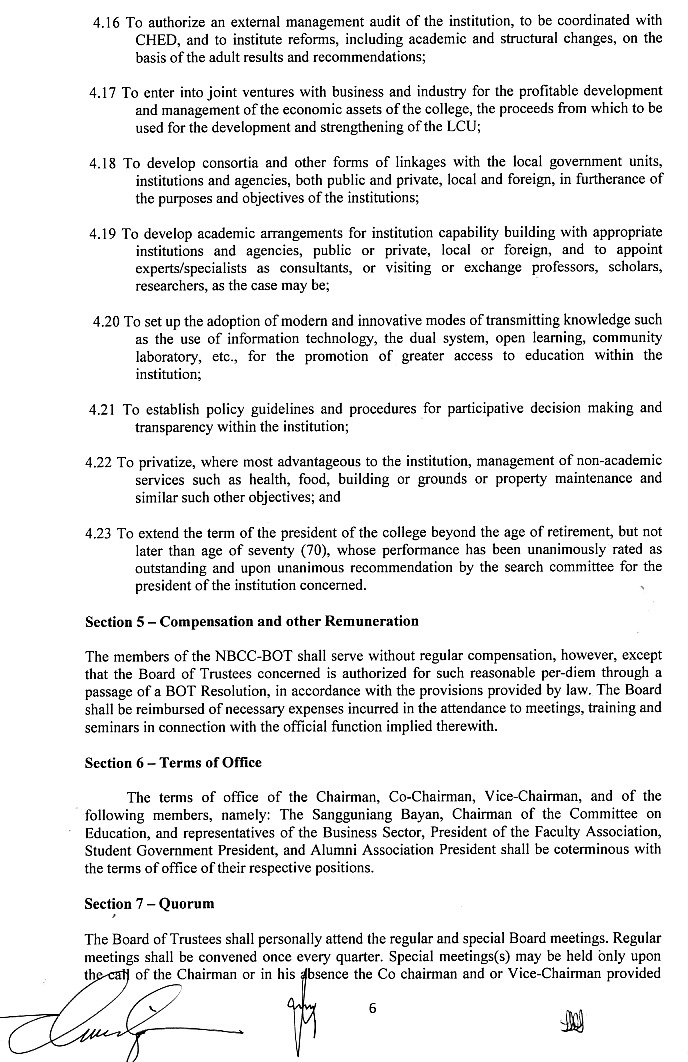 4.16 To authorize an external management audit of the institution, to be coordinated with
CHED, and to institute reforms, including academic and structural changes, on the
basis of the adult results and recommendations;
4.17 To enter into joint ventures with business and industry for the profitable development
and management of the economic assets of the college, the proceeds from which to be
used for the development and strengthening of the LCU;
4.18 To develop consortia and other forms of linkages with the local government units,
institutions and agencies, both public and private, local and foreign, in furtherance of
the purposes and objectives of the institutions;
4.19 To develop academic arrangements for institution capability building with appropriate
institutions and agencies, public or private, local or foreign, and to appoint
experts/specialists as consultants, or visiting or exchange professors, scholars,
researchers, as the case may be;
4.20 To set up the adoption of modern and innovative modes of transmitting knowledge such
as the use of information technology, the dual system, open learning, community
laboratory, etc., for the promotion of greater access to education within the
institution;
4.21 To establish policy guidelines and procedures for participative decision making and
transparency within the institution;
4.22 To privatize, where most advantageous to the institution, management of non-academic
services such as health, food, building or grounds or property maintenance and
similar such other objectives; and
4.23 To extend the term of the president of the college beyond the age of retirement, but not
later than age of seventy (70), whose performance has been unanimously rated as
outstanding and upon unanimous recommendation by the search committee for the
president of the institution concerned.
Section 5 – Compensation and other Remuneration
The members of the NBCC-BOT shall serve without regular compensation, however, except
that the Board of Trustees concerned is authorized for such reasonable per-diem through a
passage of a BOT Resolution, in accordance with the provisions provided by law. The Board
shall be reimbursed of necessary expenses incurred in the attendance to meetings, training and
seminars in connection with the official function implied therewith.
Section 6 – Terms of Office
The terms of office of the Chairman, Co-Chairman, Vice-Chairman, and of the
following members, namely: The Sangguniang Bayan, Chairman of the Committee on
Education, and representatives of the Business Sector, President of the Faculty Association,
Student Government President, and Alumni Association President shall be coterminous with
the terms of office of their respective positions.
Section 7 – Quorum
The Board of Trustees shall personally attend the regular and special Board meetings. Regular
meetings shall be convened once every quarter. Special meetings(s) may be held only upon
the call of the Chairman or in his absence the Co chairman and or Vice-Chairman provided
6